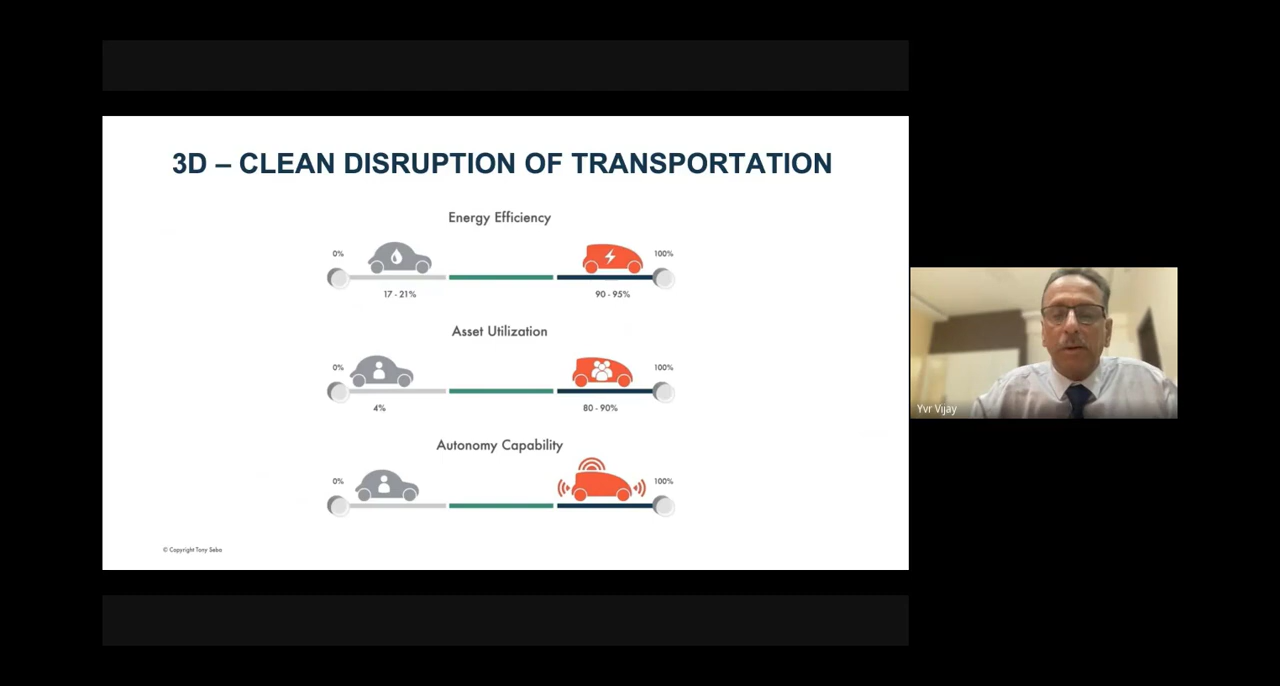 3D – CLEAN DISRUPTION OF TRANSPORTATION
Energy Efficiency
0%
100%
17 - 21%
90 - 95%
Asset Utilization
0%
100%
4%
80 - 90%
Autonomy Capability
0%
100%
© Copyright Tony Seba
Yvr Vijay